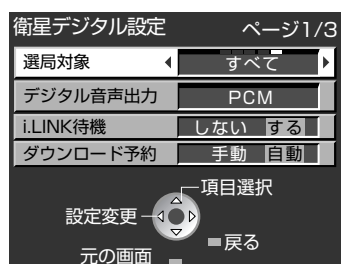 衛星デジタル設定 ページ1/3
選局対象 すべて
デジタル音声出力 PCM
i.LINK待機 しない する
ダウンロード予約 手動 自動
項目選択
設定変更
戻る
元の画面